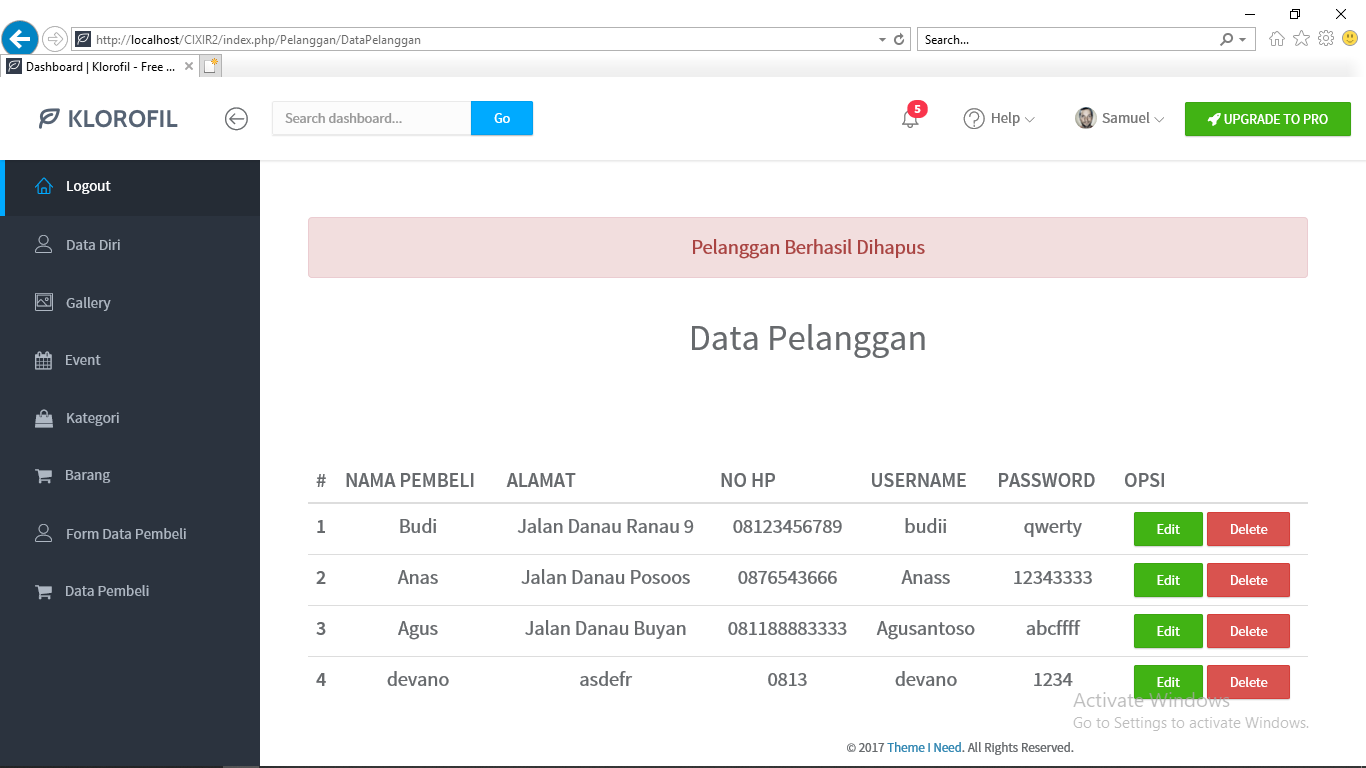 http://localhost/CIXIR2/index.php/Pelanggan/DataPelanggan
Search...
Dashboard | Klorofil - Free ...
KLOROFIL
Search dashboard...
Go
5
Help
Samuel
UPGRADE TO PRO
Logout
Data Diri
Gallery
Event
Kategori
Barang
Form Data Pembeli
Data Pembeli
Pelanggan Berhasil Dihapus
Data Pelanggan
# NAMA PEMBELI ALAMAT NO HP USERNAME PASSWORD OPSI
1 Budi Jalan Danau Ranau 9 08123456789 budii qwerty Edit Delete
2 Anas Jalan Danau Posoos 0876543666 Anass 12343333 Edit Delete
3 Agus Jalan Danau Buyan 081188883333 Agusantoso abcffff Edit Delete
4 devano asdefr 0813 devano 1234 Edit Delete
Activate Windows
Go to Settings to activate Windows.
© 2017 Theme I Need. All Rights Reserved.